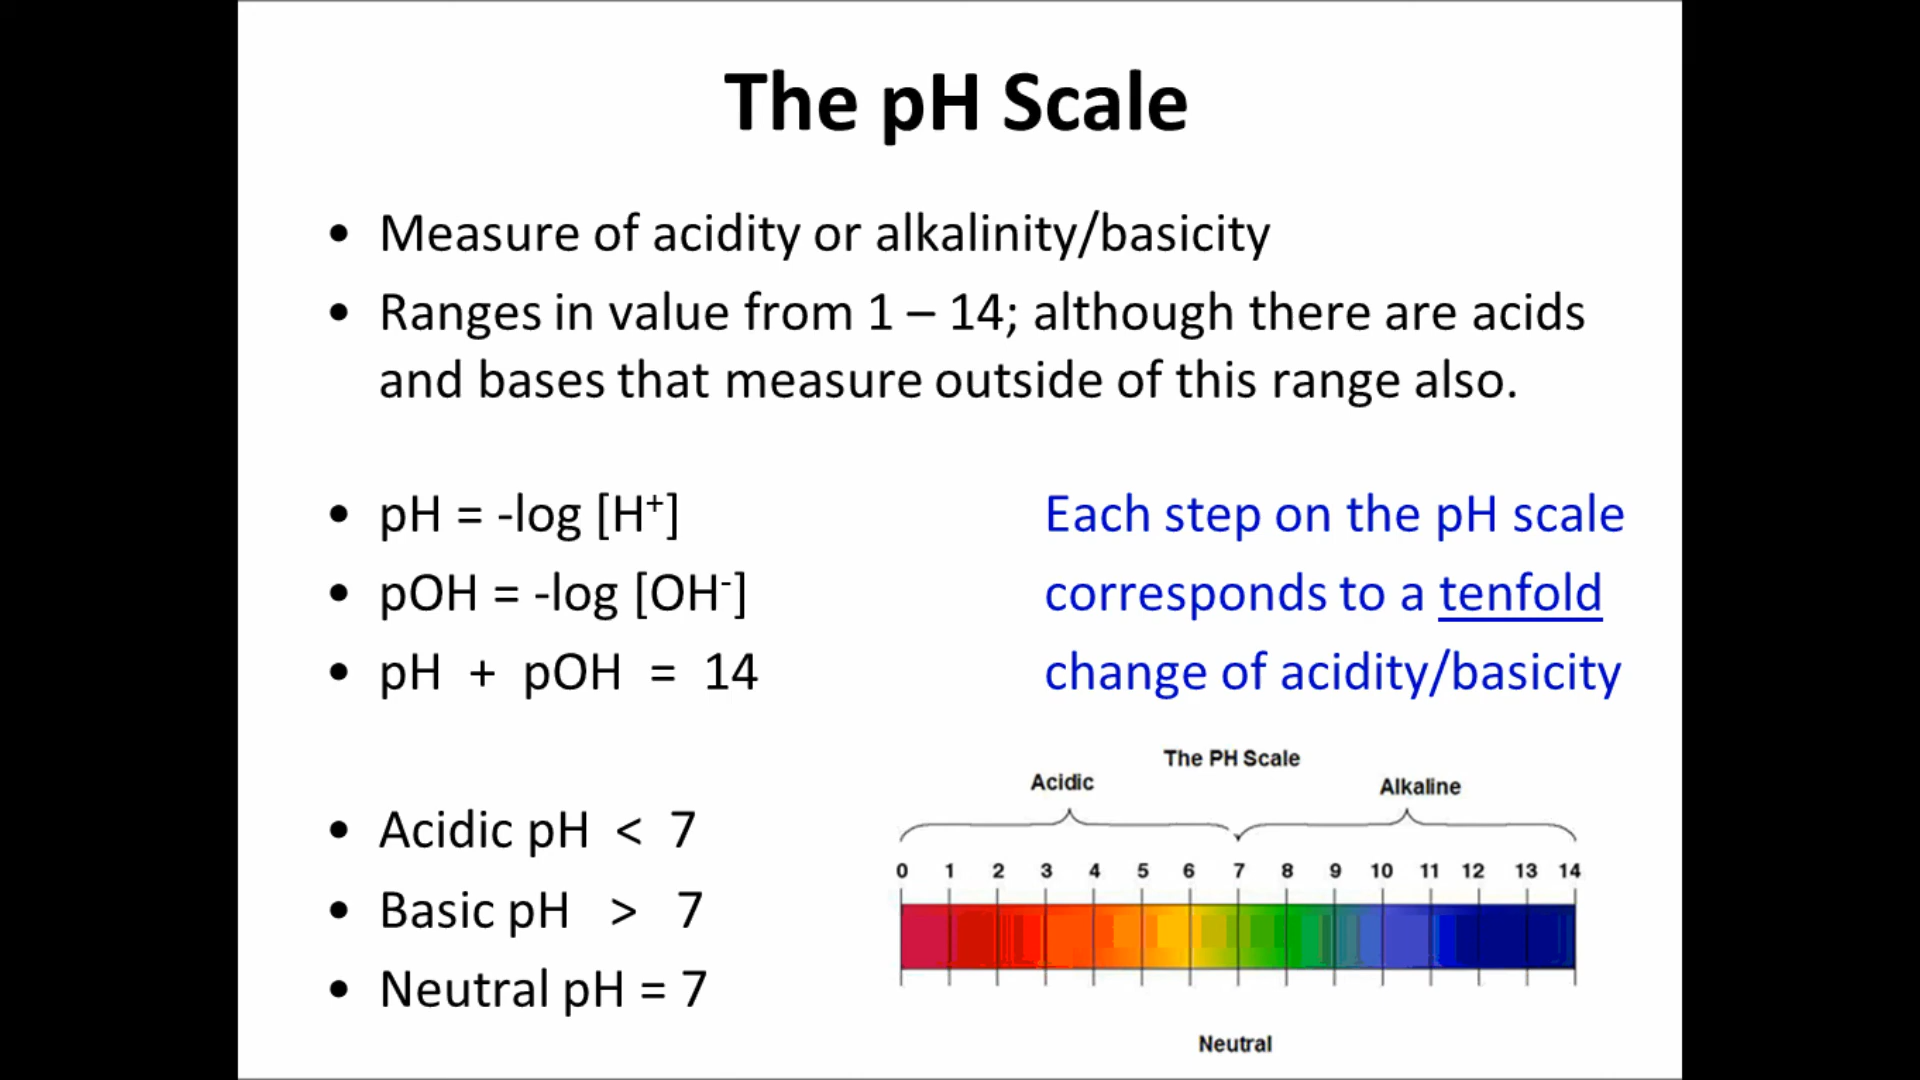 The pH Scale
• Measure of acidity or alkalinity/basicity
• Ranges in value from 1 – 14; although there are acids
and bases that measure outside of this range also.
• pH = -log [H⁺]
• pOH = -log [OH⁻]
• pH + pOH = 14
Each step on the pH scale
corresponds to a tenfold
change of acidity/basicity
• Acidic pH < 7
• Basic pH > 7
• Neutral pH = 7
The PH Scale
Acidic
Alkaline
0 1 2 3 4 5 6 7 8 9 10 11 12 13 14
Neutral